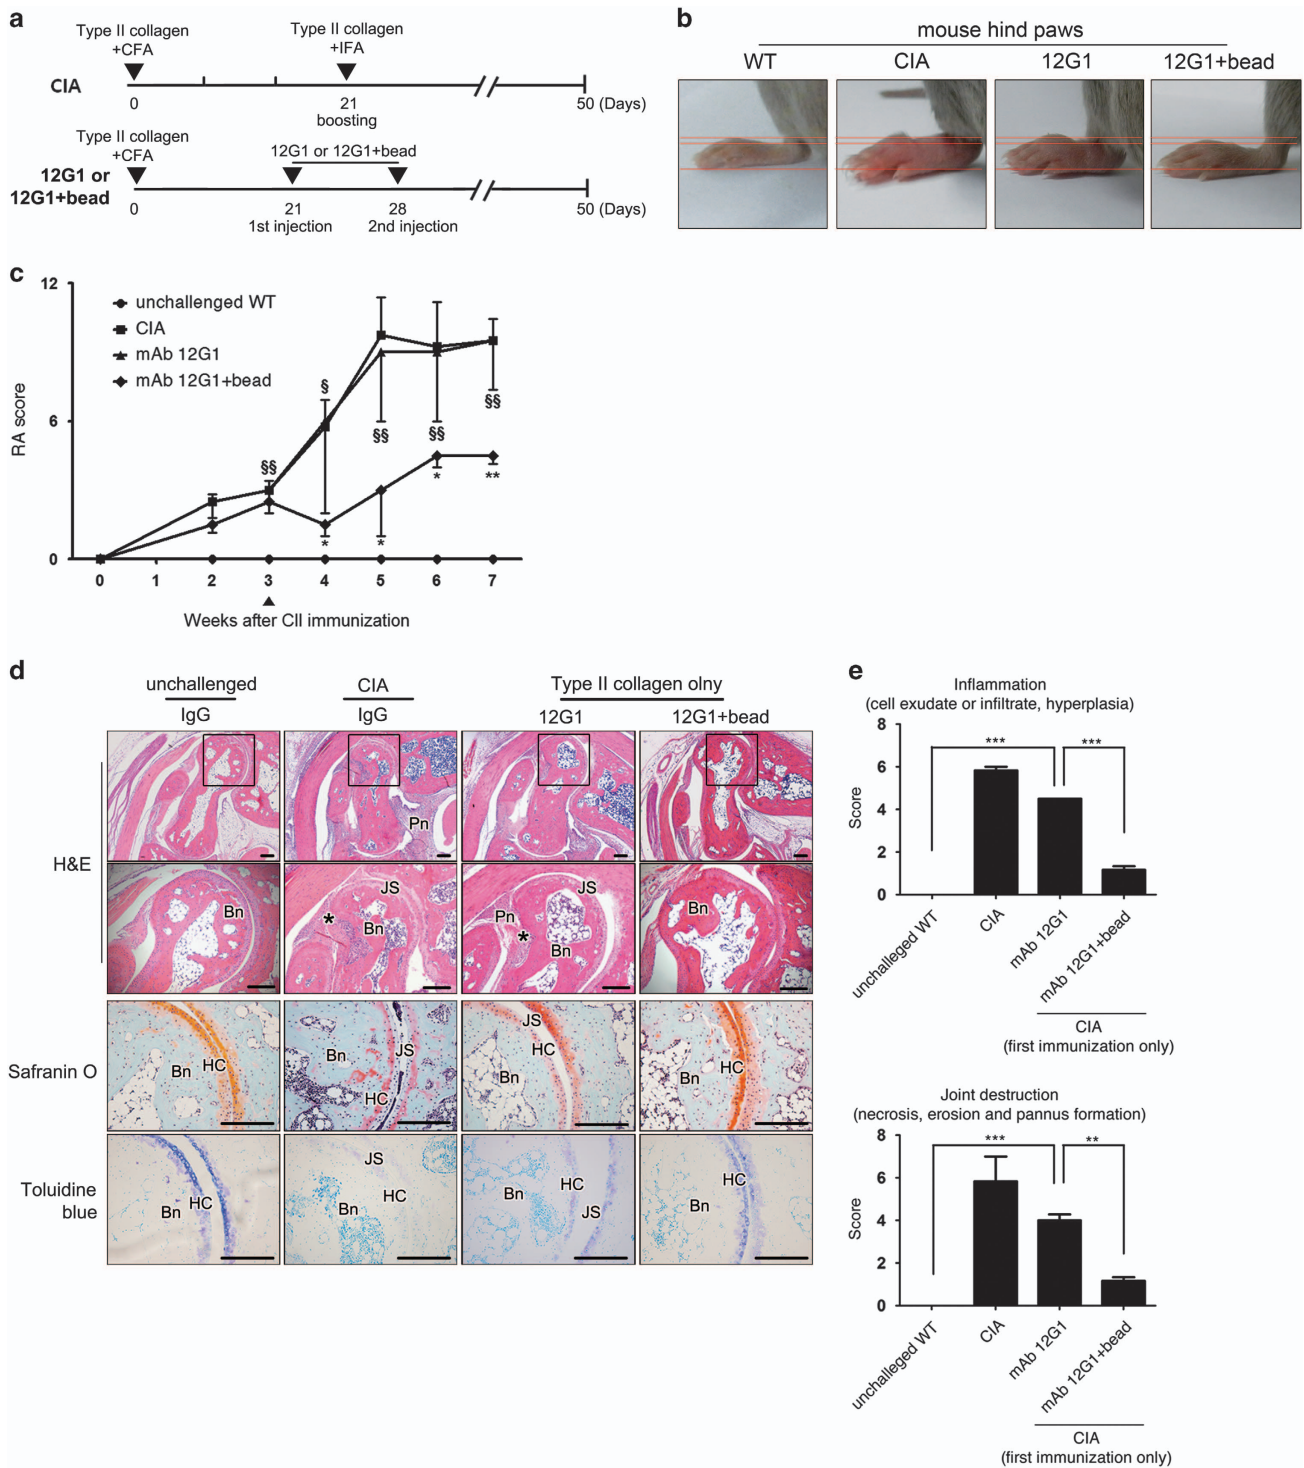 a
Type II collagen
+CFA
Type II collagen
+IFA
CIA
0
21
50 (Days)
boosting
Type II collagen
+CFA
12G1 or 12G1+bead
12G1 or
12G1+bead
0
21
28
50 (Days)
1st injection
2nd injection
b
mouse hind paws
WT
CIA
12G1
12G1+bead
c
12
6
0
RA score
unchallenged WT
CIA
mAb 12G1
mAb 12G1+bead
§
§§
§§
§§
§§
*
*
*
**
0 1 2 3 4 5 6 7
Weeks after CII immunization
d
unchallenged
CIA
Type II collagen olny
IgG
IgG
12G1
12G1+bead
H&E
Pn
Bn
JS
*
Bn
JS
Pn
*
Bn
Bn
Safranin O
Bn
HC
Bn
JS
HC
JS
HC
Bn
HC
Bn
Toluidine
blue
HC
Bn
JS
HC
Bn
HC
Bn
JS
HC
Bn
e
Inflammation
(cell exudate or infiltrate, hyperplasia)
8
6
4
2
0
Score
***
***
unchalleged WT
CIA
mAb 12G1
mAb 12G1+bead
CIA
(first immunization only)
Joint destruction
(necrosis, erosion and pannus formation)
8
6
4
2
0
Score
***
**
unchalleged WT
CIA
mAb 12G1
mAb 12G1+bead
CIA
(first immunization only)